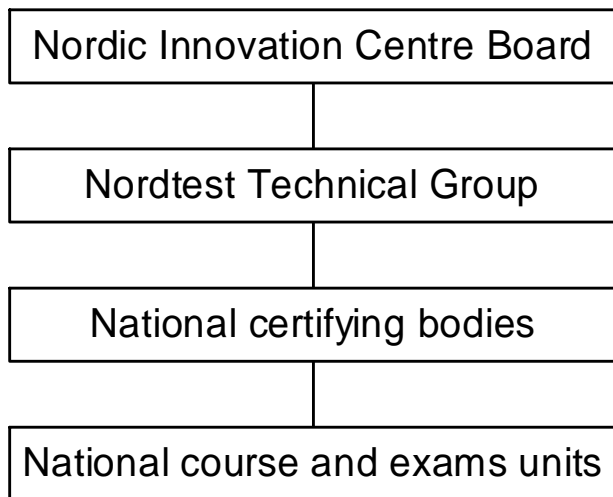 Nordic Innovation Centre Board
Nordtest Technical Group
National certifying bodies
National course and exams units